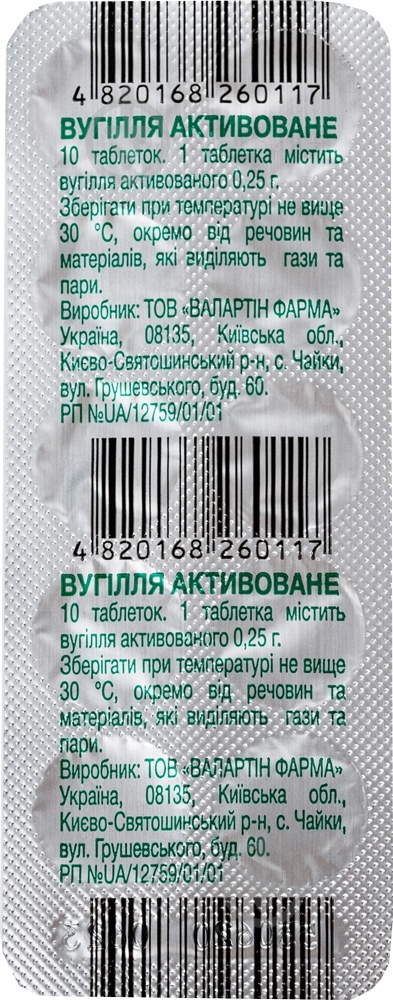 4 820168 260117
ВУГІЛЛЯ АКТИВОВАНЕ
10 таблеток. 1 таблетка містить
вугілля активованого 0,25 г.
Зберігати при температурі не вище
30 °С, окремо від речовин та
матеріалів, які виділяють гази та
пари.
Виробник: ТОВ «ВАЛАРТІН ФАРМА»
Україна, 08135, Київська обл.,
Києво-Святошинський р-н, с. Чайки,
вул. Грушевського, буд. 60.
РП №UA/12759/01/01
4 820168 260117
ВУГІЛЛЯ АКТИВОВАНЕ
10 таблеток. 1 таблетка містить
вугілля активованого 0,25 г.
Зберігати при температурі не вище
30 °С, окремо від речовин та
матеріалів, які виділяють гази та
пари.
Виробник: ТОВ «ВАЛАРТІН ФАРМА»
Україна, 08135, Київська обл.,
Києво-Святошинський р-н, с. Чайки,
вул. Грушевського, буд. 60.
РП №UA/12759/01/01